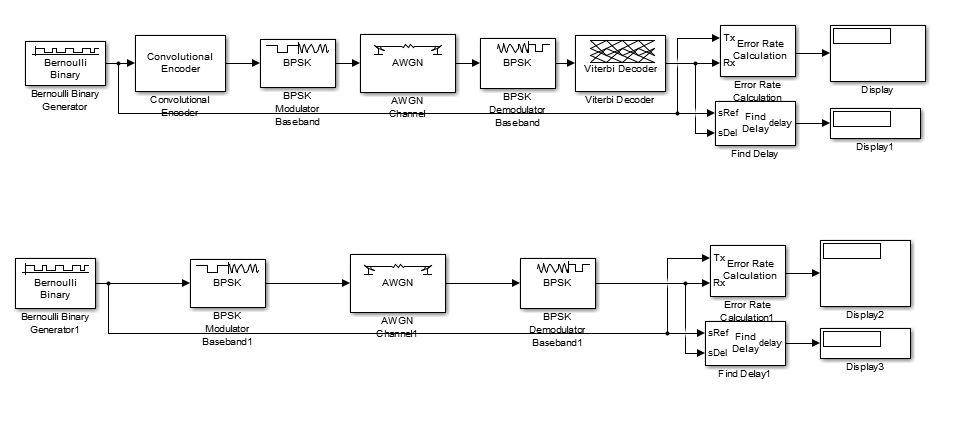 Bernoulli
Binary
Bernoulli Binary
Generator
Convolutional
Encoder
Convolutional
Encoder
BPSK
BPSK
Modulator
Baseband
AWGN
AWGN
Channel
BPSK
BPSK
Demodulator
Baseband
Viterbi Decoder
Viterbi Decoder
Tx
Rx
Error Rate
Calculation
Error Rate
Calculation
Display
sRef
sDel
Find
Delay
delay
Find Delay
Display1
Bernoulli
Binary
Bernoulli Binary
Generator1
BPSK
BPSK
Modulator
Baseband1
AWGN
AWGN
Channel1
BPSK
BPSK
Demodulator
Baseband1
Tx
Rx
Error Rate
Calculation
Error Rate
Calculation1
Display2
sRef
sDel
Find
Delay
delay
Find Delay1
Display3